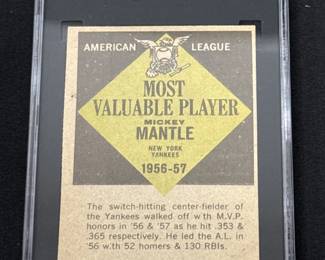 AMERICAN LEAGUE
MOST
VALUABLE PLAYER
MICKEY
MANTLE
NEW YORK
YANKEES
1956-57
The switch-hitting center-fielder of
the Yankees walked off with M.V.P.
honors in '56 & '57 as he hit .353 &
.365 respectively. He led the A.L. in
'56 with 52 homers & 130 RBIs.